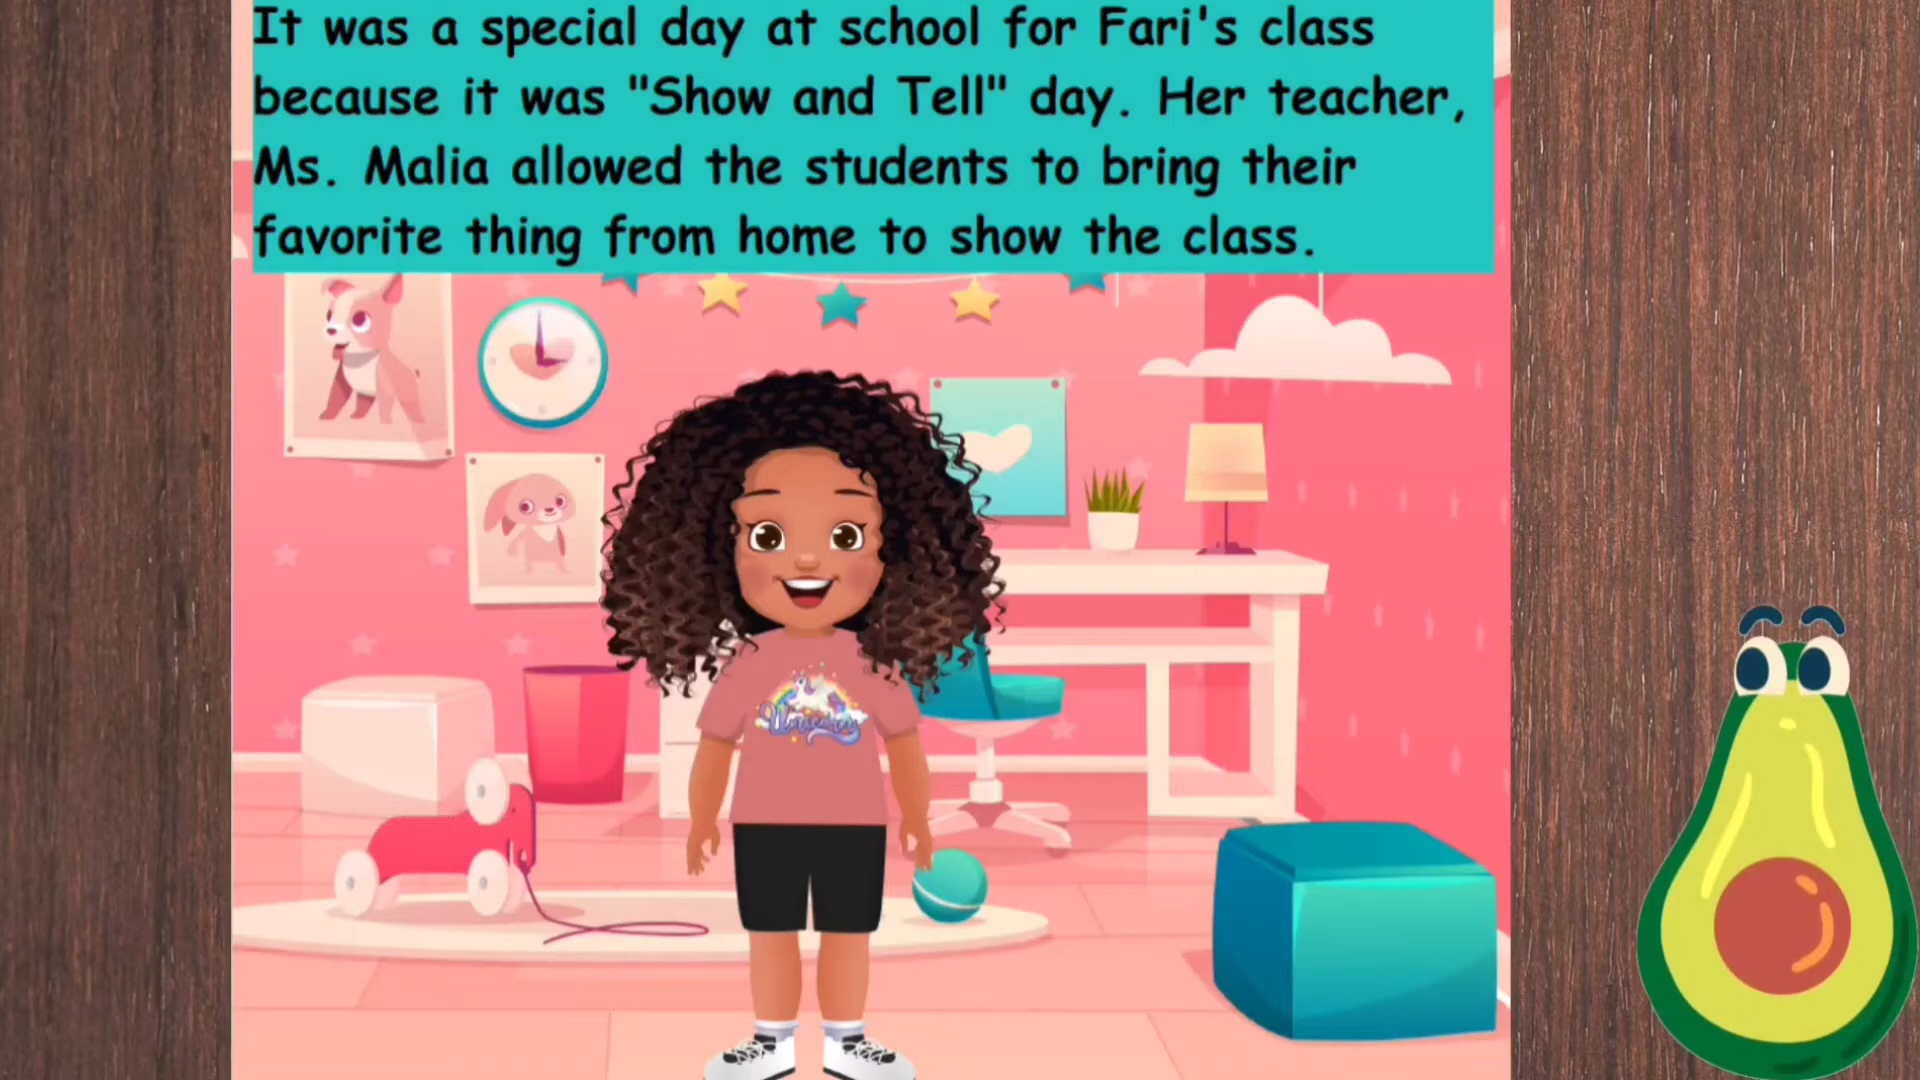 It was a special day at school for Fari's class
because it was "Show and Tell" day. Her teacher,
Ms. Malia allowed the students to bring their
favorite thing from home to show the class.
Unicorn